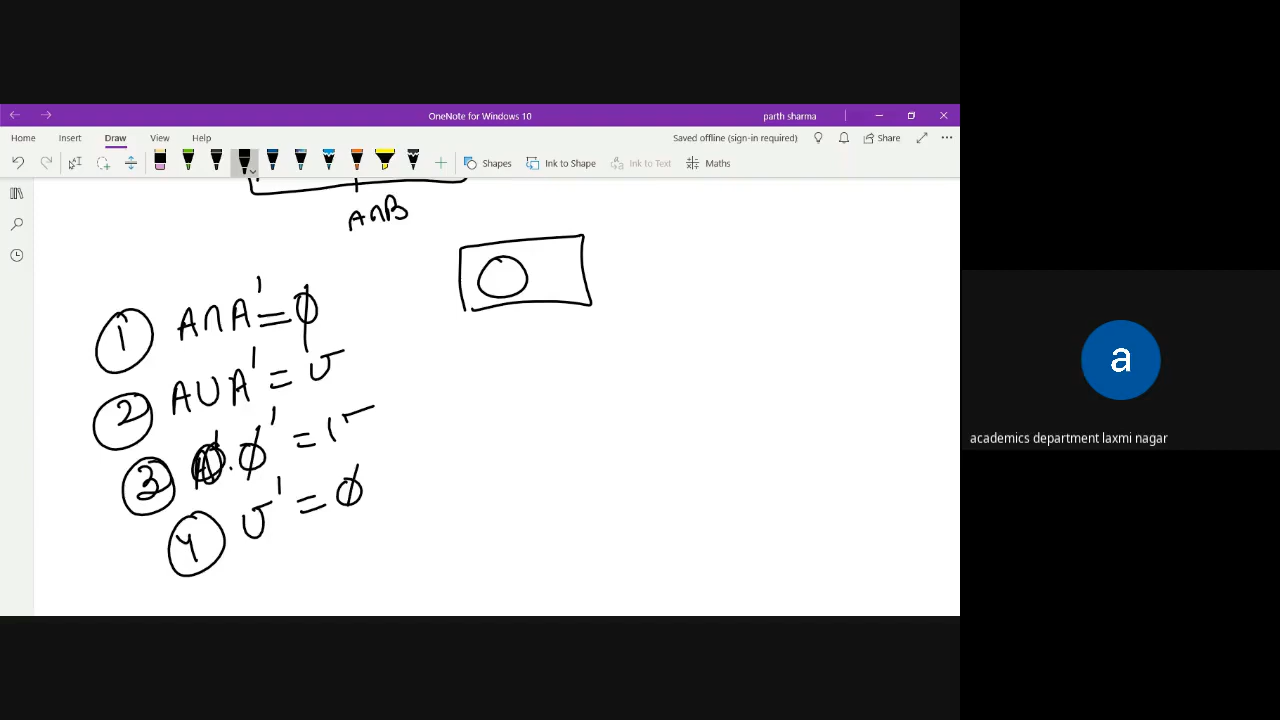 OneNote for Windows 10
parth sharma
Home Insert Draw View Help
Saved offline (sign-in required)
Share
Shapes
Ink to Shape
Ink to Text
Maths
A∩B
① A∩A' = ϕ
② A∪A' = U
③ ϕ' = U
④ U' = ϕ
a
academics department laxmi nagar